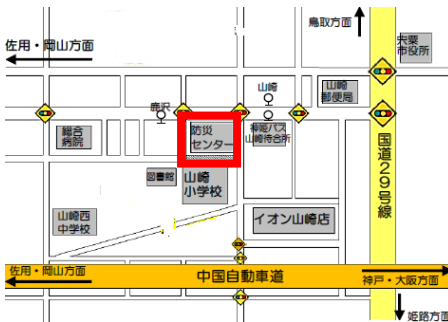 鳥取方面
佐用・岡山方面
宍粟
市役所
山崎
山崎
郵便局
鹿沢
総合
病院
防災
センター
神姫バス
山崎待合所
国道29号線
図書館
山崎
小学校
山崎西
中学校
イオン山崎店
佐用・岡山方面
中国自動車道
神戸・大阪方面
姫路方面